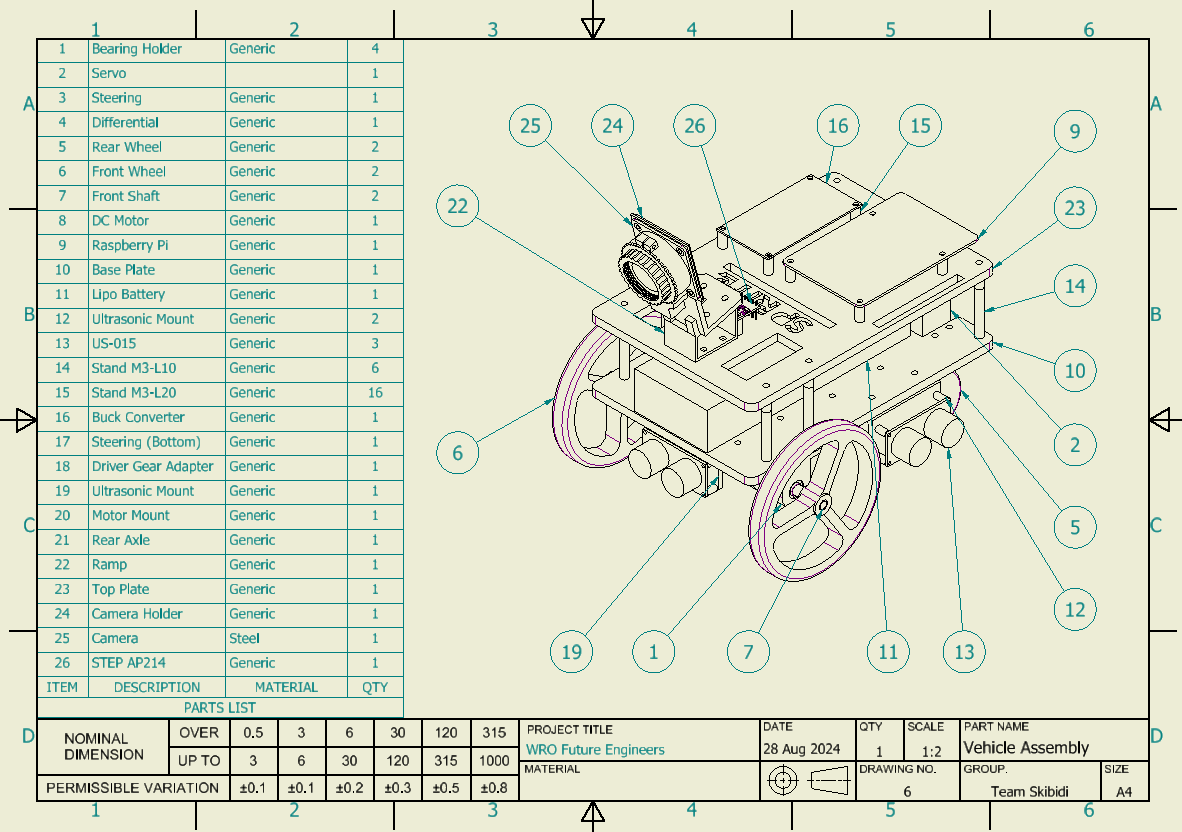 1 2 3 4 5 6
1 Bearing Holder Generic 4
2 Servo 1
3 Steering Generic 1
4 Differential Generic 1
5 Rear Wheel Generic 2
6 Front Wheel Generic 2
7 Front Shaft Generic 2
8 DC Motor Generic 1
9 Raspberry Pi Generic 1
10 Base Plate Generic 1
11 Lipo Battery Generic 1
12 Ultrasonic Mount Generic 2
13 US-015 Generic 3
14 Stand M3-L10 Generic 6
15 Stand M3-L20 Generic 16
16 Buck Converter Generic 1
17 Steering (Bottom) Generic 1
18 Driver Gear Adapter Generic 1
19 Ultrasonic Mount Generic 1
20 Motor Mount Generic 1
21 Rear Axle Generic 1
22 Ramp Generic 1
23 Top Plate Generic 1
24 Camera Holder Generic 1
25 Camera Steel 1
26 STEP AP214 Generic 1
ITEM DESCRIPTION MATERIAL QTY
PARTS LIST
A A
B B
C C
D D
25 24 26 16 15 9
22 23
14
10
6 2
5
12
19 1 7 11 13
NOMINAL DIMENSION OVER 0.5 3 6 30 120 315
UP TO 3 6 30 120 315 1000
PERMISSIBLE VARIATION ±0.1 ±0.1 ±0.2 ±0.3 ±0.5 ±0.8
PROJECT TITLE
WRO Future Engineers
MATERIAL
DATE
28 Aug 2024
QTY
1
SCALE
1:2
PART NAME
Vehicle Assembly
DRAWING NO.
6
GROUP.
Team Skibidi
SIZE
A4
1 2 3 4 5 6